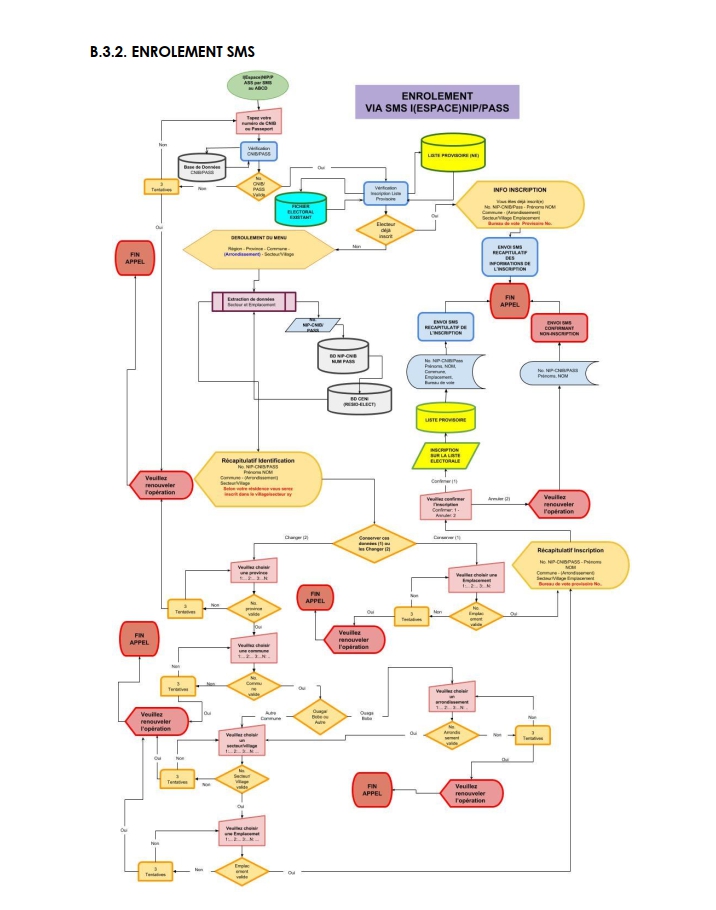 B.3.2. ENROLEMENT SMS
I(Espace)NIP/P
ASS par SMS
au ABCD
ENROLEMENT
VIA SMS I(ESPACE)NIP/PASS
Tapez votre
numéro de CNIB
ou Passeport
Non
Vérification
CNIB/PASS
Base de Données
CNIB/PASS
LISTE PROVISOIRE (NE)
Oui
3
Tentatives
Non
No.
CNIB/
PASS
Valide
Vérification
Inscription Liste
Provisoire
FICHIER
ELECTORAL
EXISTANT
INFO INSCRIPTION
Vous êtes déjà inscrit(e)
No. NIP-CNIB/Pass - Prénoms NOM
Commune - (Arrondissement)
Secteur/Village Emplacement
Bureau de vote Provisoire No.
Oui
Electeur
déjà
inscrit
Oui
Non
DEROULEMENT DU MENU
Région - Province - Commune -
(Arrondissement) - Secteur/Village
FIN
APPEL
ENVOI SMS
RECAPITULATIF
DES
INFORMATIONS DE
L'INSCRIPTION
Extraction de données
Secteur et Emplacement
FIN
APPEL
No.
NIP-CNIB/
PASS
ENVOI SMS
RECAPITULATIF DE
L'INSCRIPTION
ENVOI SMS
CONFIRMANT
NON-INSCRIPTION
BD NIP-CNIB
NUM PASS
No. NIP-CNIB/Pass
Prénoms, NOM,
Commune,
Emplacement,
Bureau de vote
No. NIP-CNIB/PASS
Prénoms, NOM
BD CENI
(RESID-ELECT)
LISTE PROVISOIRE
INSCRIPTION
SUR LA LISTE
ELECTORALE
Récapitulatif Identification
No. NIP-CNIB/PASS
Prénoms NOM
Commune - (Arrondissement)
Secteur/Village
Selon votre résidence vous serez
inscrit dans le village/secteur xy
Veuillez
renouveler
l'opération
Confirmer (1)
Veuillez confirmer
l'inscription
Confirmer: 1 -
Annuler: 2
Annuler (2)
Veuillez
renouveler
l'opération
Changer (2)
Conserver ces
données (1) ou
les Changer (2)
Conserver (1)
Récapitulatif Inscription
No. NIP-CNIB/PASS - Prénoms
NOM
Commune - (Arrondissement)
Secteur/Village Emplacement
Bureau de vote provisoire No.
Veuillez choisir
une province
1:... 2:... 3:...N:
Veuillez choisir une
Emplacement
1:... 2:... 3:...N:
Non
FIN
APPEL
Non
3
Tentatives
Non
No.
province
valide
Oui
3
Tentatives
Non
No.
Emplac
ement
valide
Oui
Oui
FIN
APPEL
Veuillez
renouveler
l'opération
Veuillez choisir
une commune
1:... 2:... 3:...N:...
Non
3
Tentatives
Non
No.
Commu
ne
valide
Oui
Veuillez choisir
un
arrondissement
1:...2:...3:...N:...
Veuillez
renouveler
l'opération
Oui
Autre
Commune
Ouaga/
Bobo ou
Autre
Ouaga
Bobo
Non
Veuillez choisir
un
secteur/village
1:...2:...3:...N:...
Oui
No.
Arrondis
sement
valide
Non
3
Tentatives
Oui
Non
Oui
3
Tentatives
Non
No.
Secteur/
Village
valide
FIN
APPEL
Veuillez
renouveler
l'opération
Oui
Oui
Veuillez choisir
une Emplacemet
1:...2:...3:...N:...
Non
3
Tentatives
Non
Emplac
ement
valide
Oui